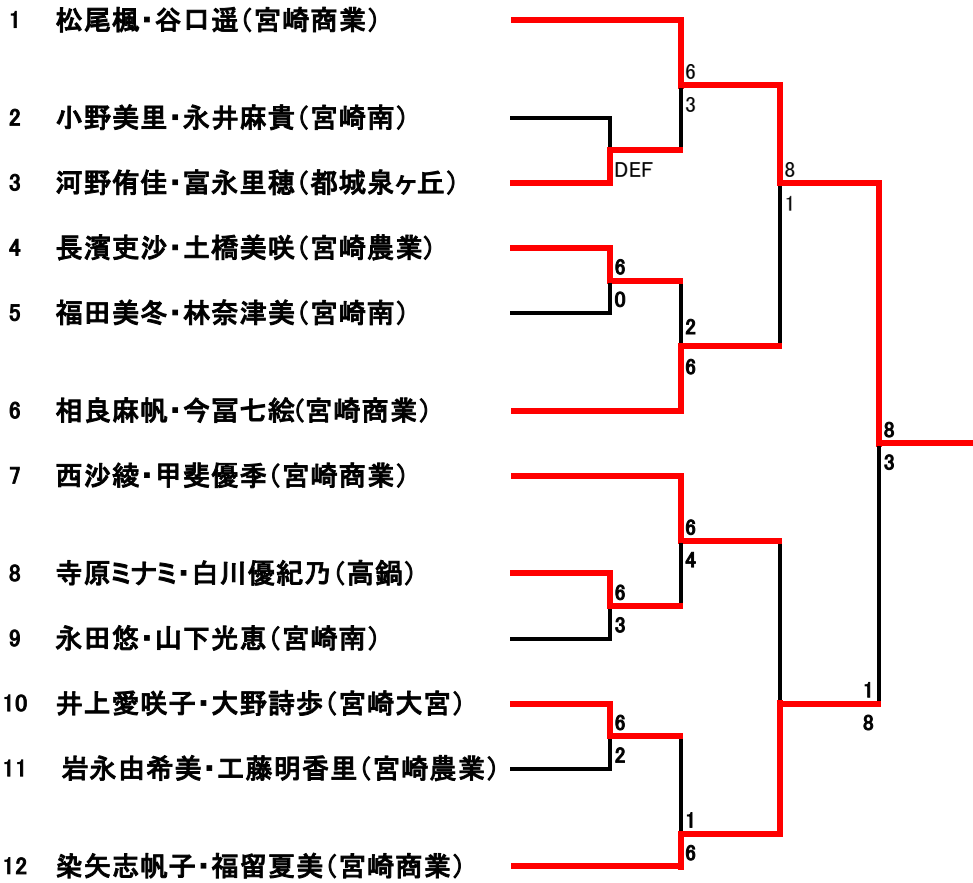 1 松尾楓・谷口遥(宮崎商業)
6
3
2 小野美里・永井麻貴(宮崎南)
DEF
3 河野侑佳・富永里穂(都城泉ヶ丘)
8
1
4 長濱吏沙・土橋美咲(宮崎農業)
6
0
5 福田美冬・林奈津美(宮崎南)
2
6
6 相良麻帆・今冨七絵(宮崎商業)
8
3
7 西沙綾・甲斐優季(宮崎商業)
6
4
8 寺原ミナミ・白川優紀乃(高鍋)
6
3
9 永田悠・山下光恵(宮崎南)
1
8
10 井上愛咲子・大野詩歩(宮崎大宮)
6
2
11 岩永由希美・工藤明香里(宮崎農業)
1
6
12 染矢志帆子・福留夏美(宮崎商業)